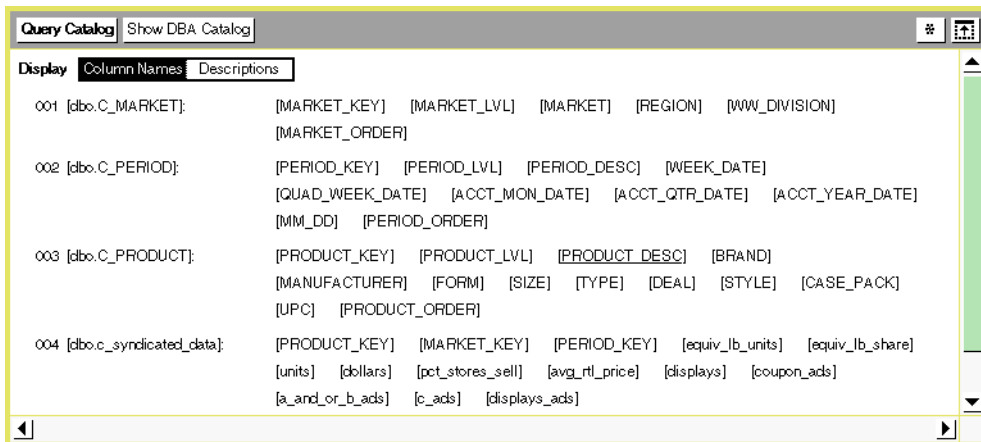 Query Catalog Show DBA Catalog *
Display Column Names Descriptions
001 [dbo.C_MARKET]: [MARKET_KEY] [MARKET_LVL] [MARKET] [REGION] [WW_DIVISION]
[MARKET_ORDER]
002 [dbo.C_PERIOD]: [PERIOD_KEY] [PERIOD_LVL] [PERIOD_DESC] [WEEK_DATE]
[QUAD_WEEK_DATE] [ACCT_MON_DATE] [ACCT_QTR_DATE] [ACCT_YEAR_DATE]
[MM_DD] [PERIOD_ORDER]
003 [dbo.C_PRODUCT]: [PRODUCT_KEY] [PRODUCT_LVL] [PRODUCT_DESC] [BRAND]
[MANUFACTURER] [FORM] [SIZE] [TYPE] [DEAL] [STYLE] [CASE_PACK]
[UPC] [PRODUCT_ORDER]
004 [dbo.c_syndicated_data]: [PRODUCT_KEY] [MARKET_KEY] [PERIOD_KEY] [equiv_lb_units] [equiv_lb_share]
[units] [dollars] [pct_stores_sell] [avg_rtl_price] [displays] [coupon_ads]
[a_and_or_b_ads] [c_ads] [displays_ads]